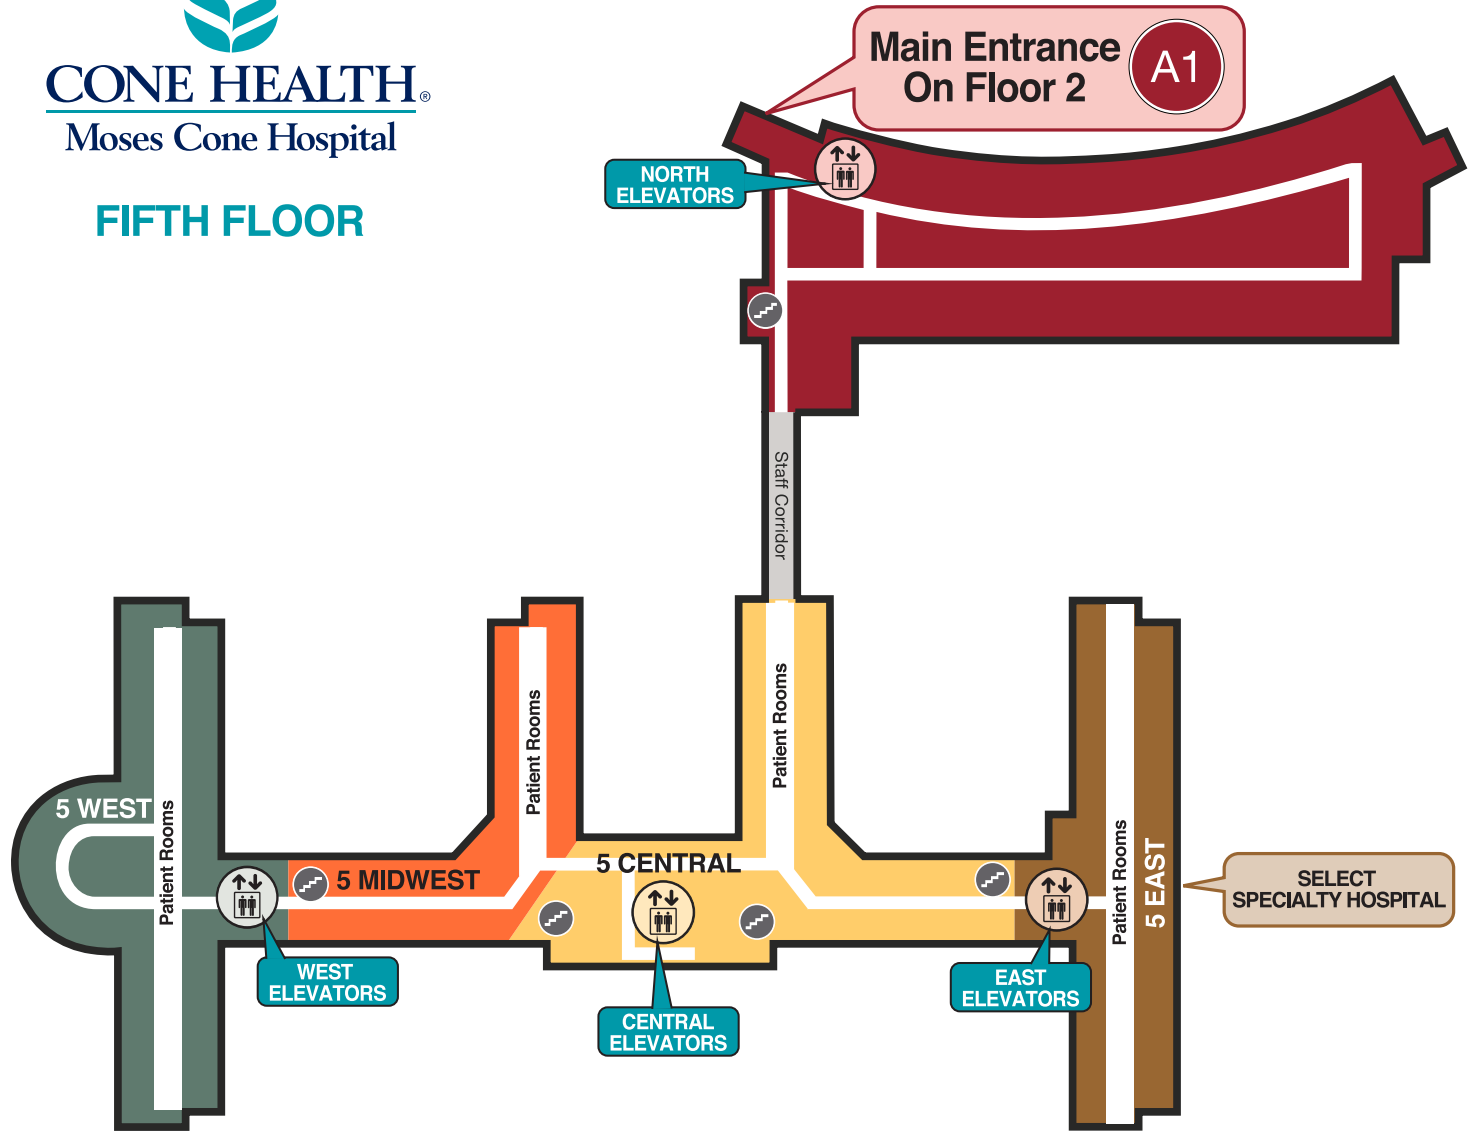 CONE HEALTH®
Moses Cone Hospital
FIFTH FLOOR
Main Entrance
On Floor 2
A1
NORTH
ELEVATORS
Staff Corridor
Patient Rooms
Patient Rooms
Patient Rooms
Patient Rooms
5 WEST
5 MIDWEST
5 CENTRAL
5 EAST
SELECT
SPECIALTY HOSPITAL
WEST
ELEVATORS
CENTRAL
ELEVATORS
EAST
ELEVATORS